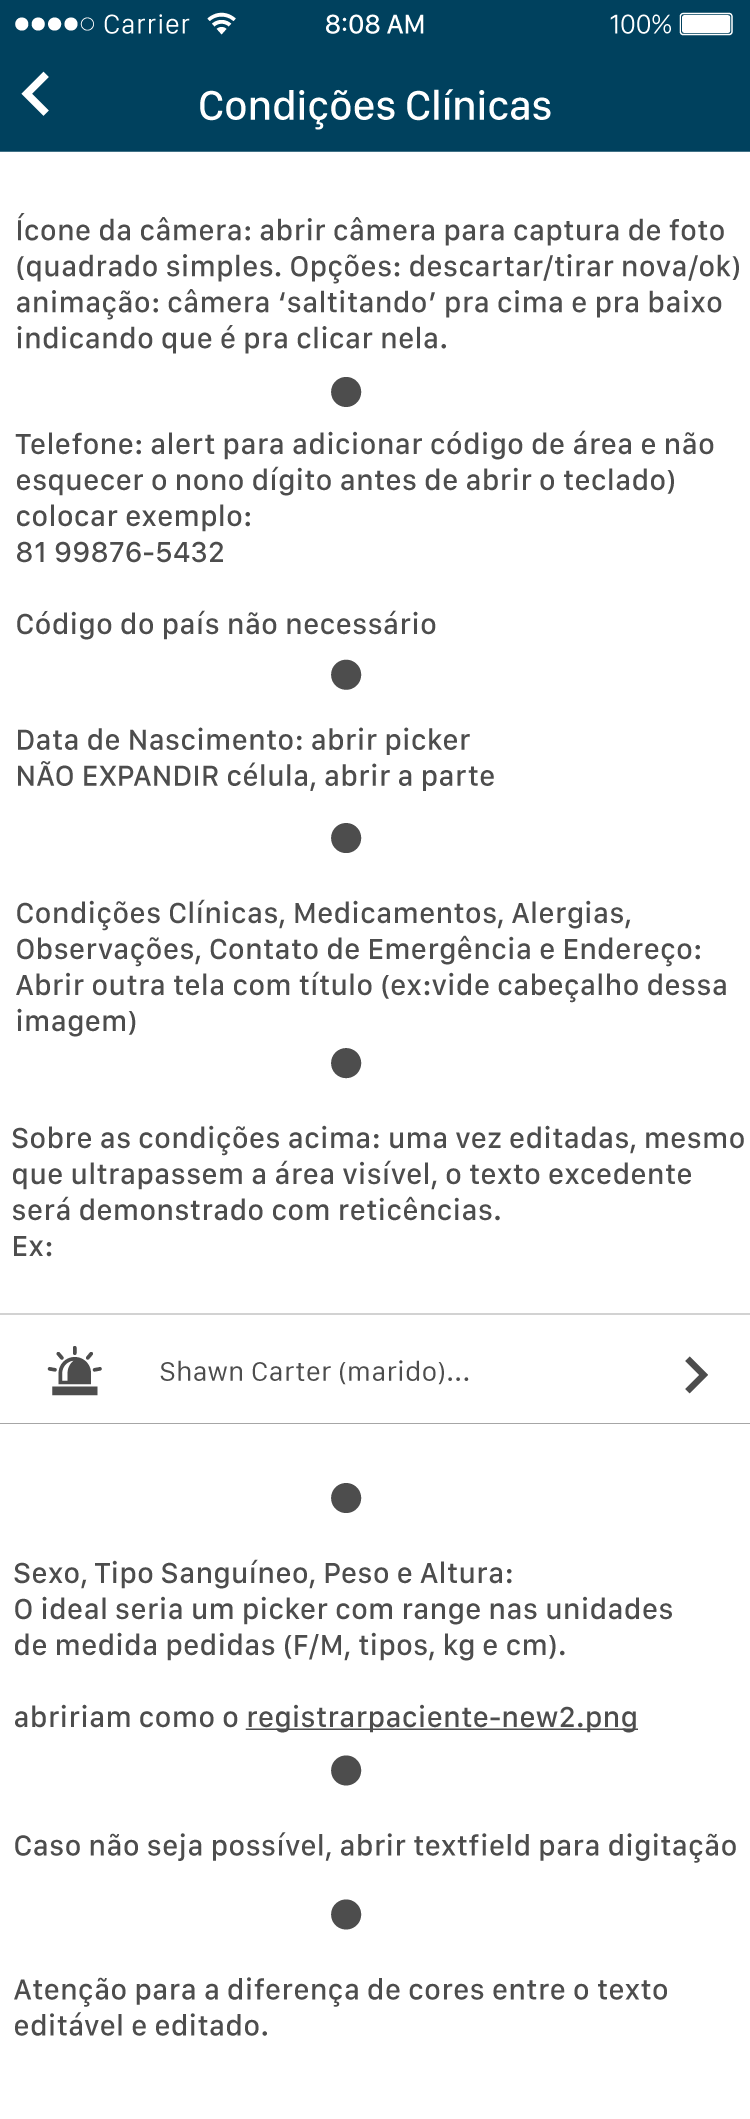 Carrier 8:08 AM 100%
Condições Clínicas
Ícone da câmera: abrir câmera para captura de foto
(quadrado simples. Opções: descartar/tirar nova/ok)
animação: câmera ‘saltitando’ pra cima e pra baixo
indicando que é pra clicar nela.
Telefone: alert para adicionar código de área e não
esquecer o nono dígito antes de abrir o teclado)
colocar exemplo:
81 99876-5432
Código do país não necessário
Data de Nascimento: abrir picker
NÃO EXPANDIR célula, abrir a parte
Condições Clínicas, Medicamentos, Alergias,
Observações, Contato de Emergência e Endereço:
Abrir outra tela com título (ex:vide cabeçalho dessa
imagem)
Sobre as condições acima: uma vez editadas, mesmo
que ultrapassem a área visível, o texto excedente
será demonstrado com reticências.
Ex:
Shawn Carter (marido)...
Sexo, Tipo Sanguíneo, Peso e Altura:
O ideal seria um picker com range nas unidades
de medida pedidas (F/M, tipos, kg e cm).
abririam como o registrarpaciente-new2.png
Caso não seja possível, abrir textfield para digitação
Atenção para a diferença de cores entre o texto
editável e editado.